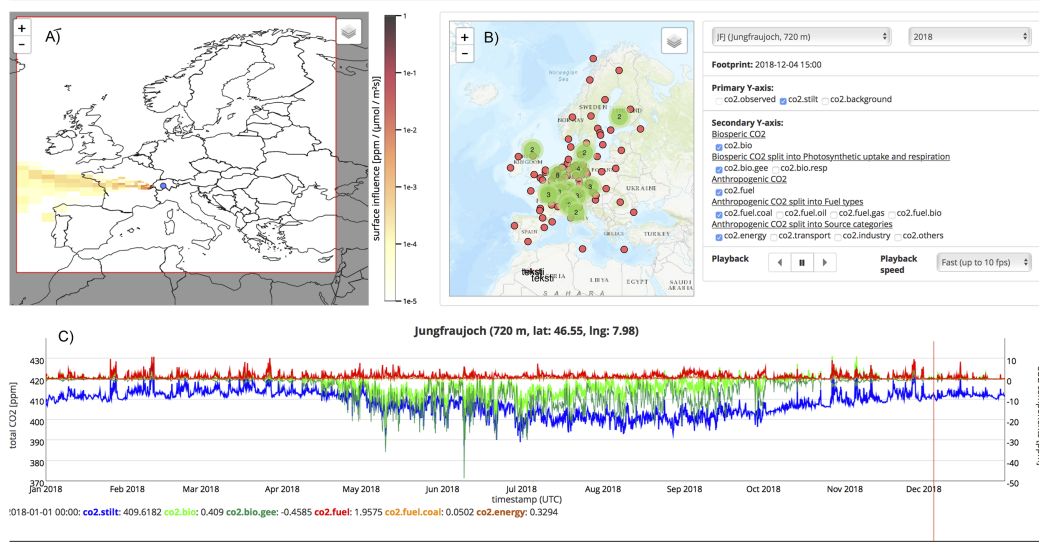 A)
+
−
1
1e-1
1e-2
1e-3
1e-4
1e-5
surface influence [ppm / (μmol / m²s)]
B)
+
−
Norwegian
Sea
SWEDEN
NORWAY
KINGDOM
UKRAINE
SPAIN
GREECE
TURKEY
teksti
teksti
LIBYA
EGYPT
SAUDI
ARABIA
SAHARA
2
2
2
4
8
3
3
2
JFJ (Jungfraujoch, 720 m)
2018
Footprint: 2018-12-04 15:00
Primary Y-axis:
co2.observed co2.stilt co2.background
Secondary Y-axis:
Biosperic CO2
co2.bio
Biosperic CO2 split into Photosynthetic uptake and respiration
co2.bio.gee co2.bio.resp
Anthropogenic CO2
co2.fuel
Anthropogenic CO2 split into Fuel types
co2.fuel.coal co2.fuel.oil co2.fuel.gas co2.fuel.bio
Anthropogenic CO2 split into Source categories
co2.energy co2.transport co2.industry co2.others
Playback
Playback
speed
Fast (up to 10 fps)
C)
Jungfraujoch (720 m, lat: 46.55, lng: 7.98)
total CO2 [ppm]
430
420
410
400
390
380
370
10
0
-10
-20
-30
-40
-50
Jan 2018 Feb 2018 Mar 2018 Apr 2018 May 2018 Jun 2018 Jul 2018 Aug 2018 Sep 2018 Oct 2018 Nov 2018 Dec 2018
timestamp (UTC)
2018-01-01 00:00: co2.stilt: 409.6182 co2.bio: 0.409 co2.bio.gee: -0.4585 co2.fuel: 1.9575 co2.fuel.coal: 0.0502 co2.energy: 0.3294